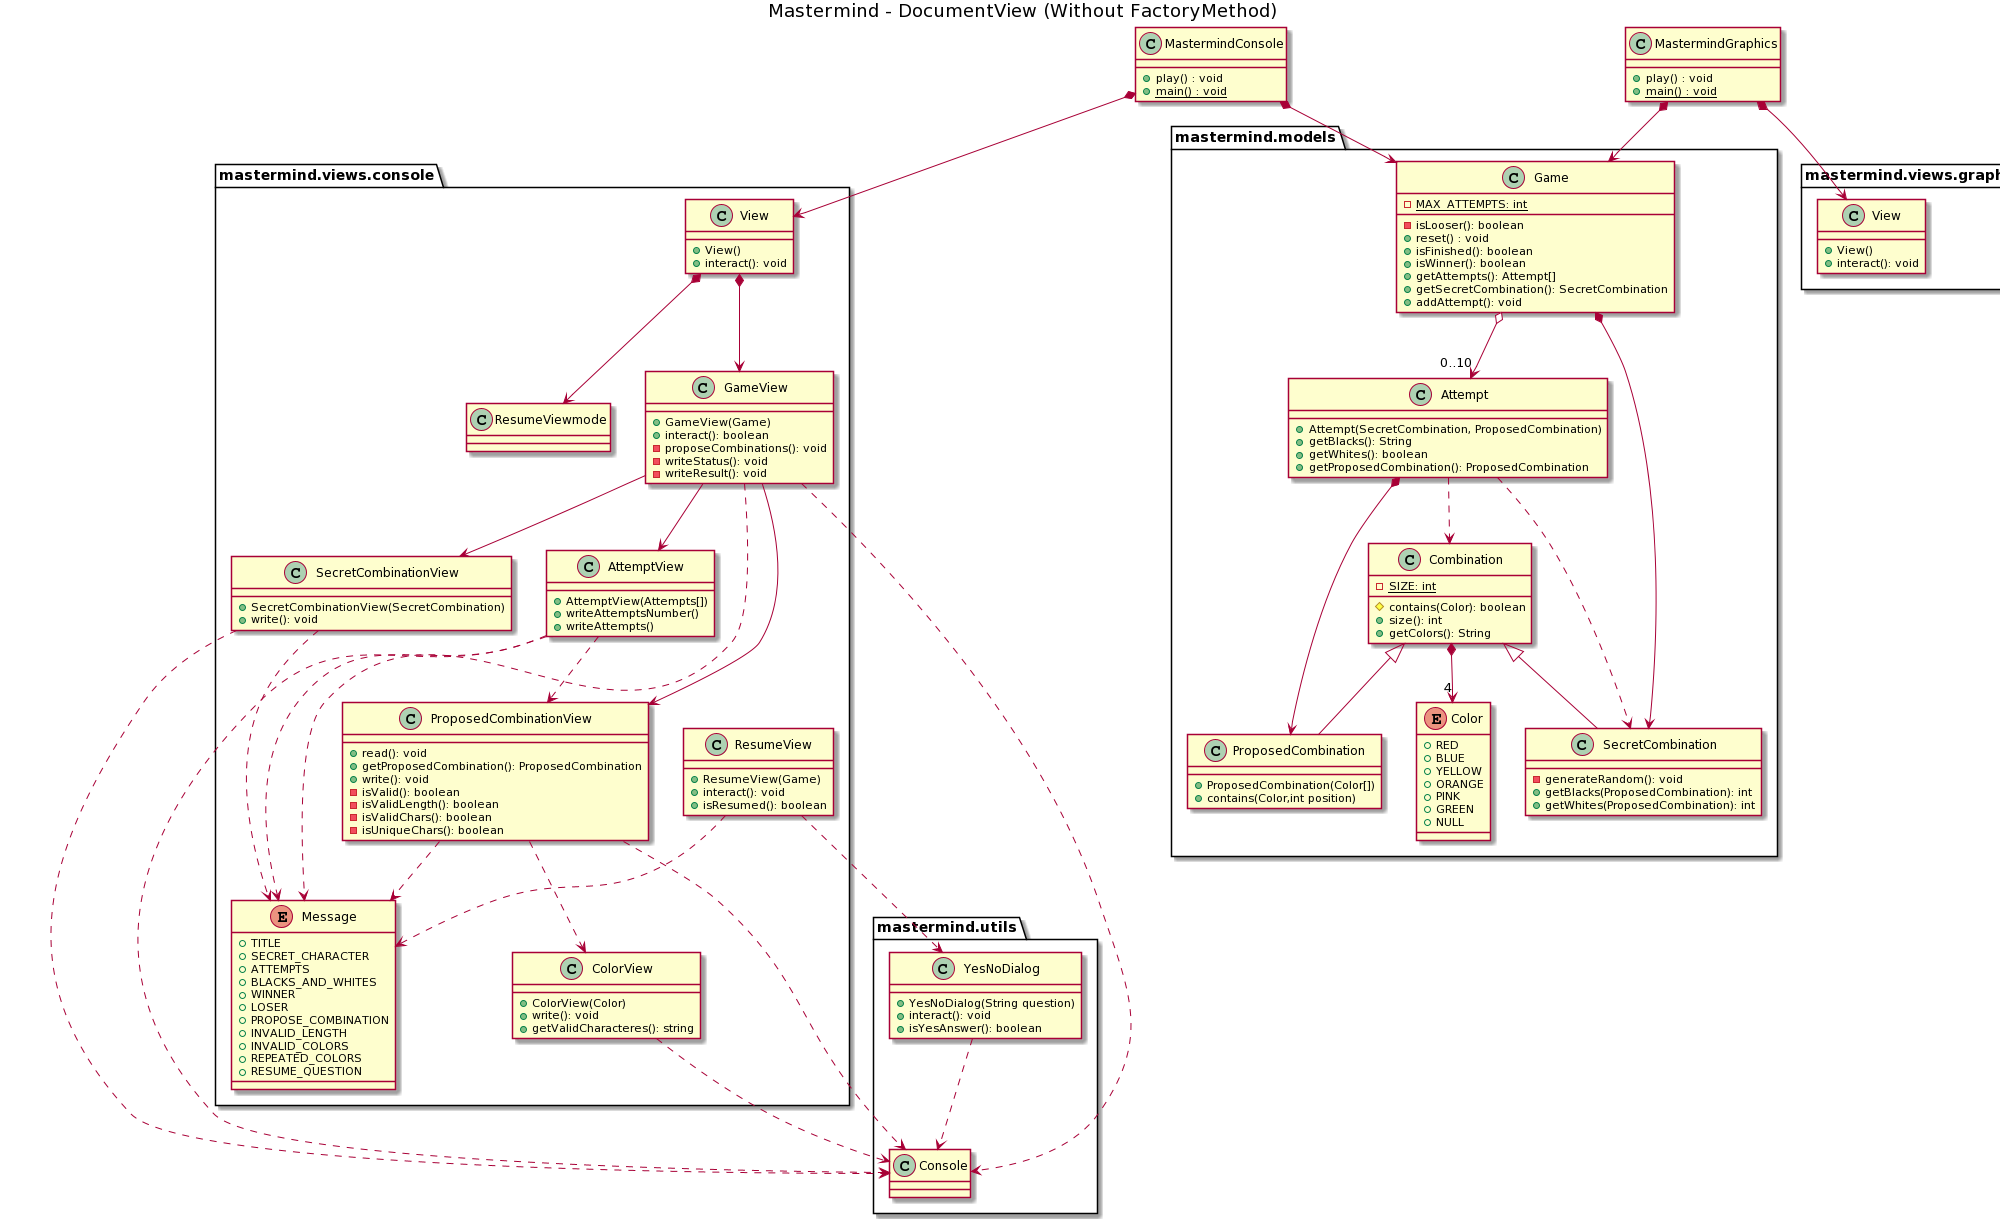 Mastermind - DocumentView (Without FactoryMethod)
C MastermindConsole
play() : void
main() : void
C MastermindGraphics
play() : void
main() : void
mastermind.models
C Game
MAX_ATTEMPTS: int
isLooser(): boolean
reset() : void
isFinished(): boolean
isWinner(): boolean
getAttempts(): Attempt[]
getSecretCombination(): SecretCombination
addAttempt(): void
0..10
C Attempt
Attempt(SecretCombination, ProposedCombination)
getBlacks(): String
getWhites(): boolean
getProposedCombination(): ProposedCombination
C Combination
SIZE: int
contains(Color): boolean
size(): int
getColors(): String
4
C ProposedCombination
ProposedCombination(Color[])
contains(Color,int position)
E Color
RED
BLUE
YELLOW
ORANGE
PINK
GREEN
NULL
C SecretCombination
generateRandom(): void
getBlacks(ProposedCombination): int
getWhites(ProposedCombination): int
mastermind.views.graph
C View
View()
interact(): void
mastermind.views.console
C View
View()
interact(): void
C ResumeViewmode
C GameView
GameView(Game)
interact(): boolean
proposeCombinations(): void
writeStatus(): void
writeResult(): void
C SecretCombinationView
SecretCombinationView(SecretCombination)
write(): void
C AttemptView
AttemptView(Attempts[])
writeAttemptsNumber()
writeAttempts()
C ProposedCombinationView
read(): void
getProposedCombination(): ProposedCombination
write(): void
isValid(): boolean
isValidLength(): boolean
isValidChars(): boolean
isUniqueChars(): boolean
C ResumeView
ResumeView(Game)
interact(): void
isResumed(): boolean
E Message
TITLE
SECRET_CHARACTER
ATTEMPTS
BLACKS_AND_WHITES
WINNER
LOSER
PROPOSE_COMBINATION
INVALID_LENGTH
INVALID_COLORS
REPEATED_COLORS
RESUME_QUESTION
C ColorView
ColorView(Color)
write(): void
getValidCharacteres): string
mastermind.utils
C YesNoDialog
YesNoDialog(String question)
interact(): void
isYesAnswer(): boolean
C Console